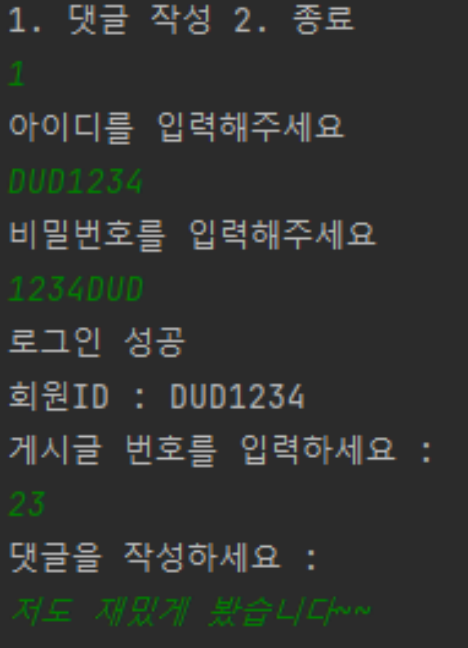 1. 댓글 작성 2. 종료
1
아이디를 입력해주세요
DUD1234
비밀번호를 입력해주세요
1234DUD
로그인 성공
회원ID : DUD1234
게시글 번호를 입력하세요 :
23
댓글을 작성하세요 :
저도 재밌게 봤습니다~~